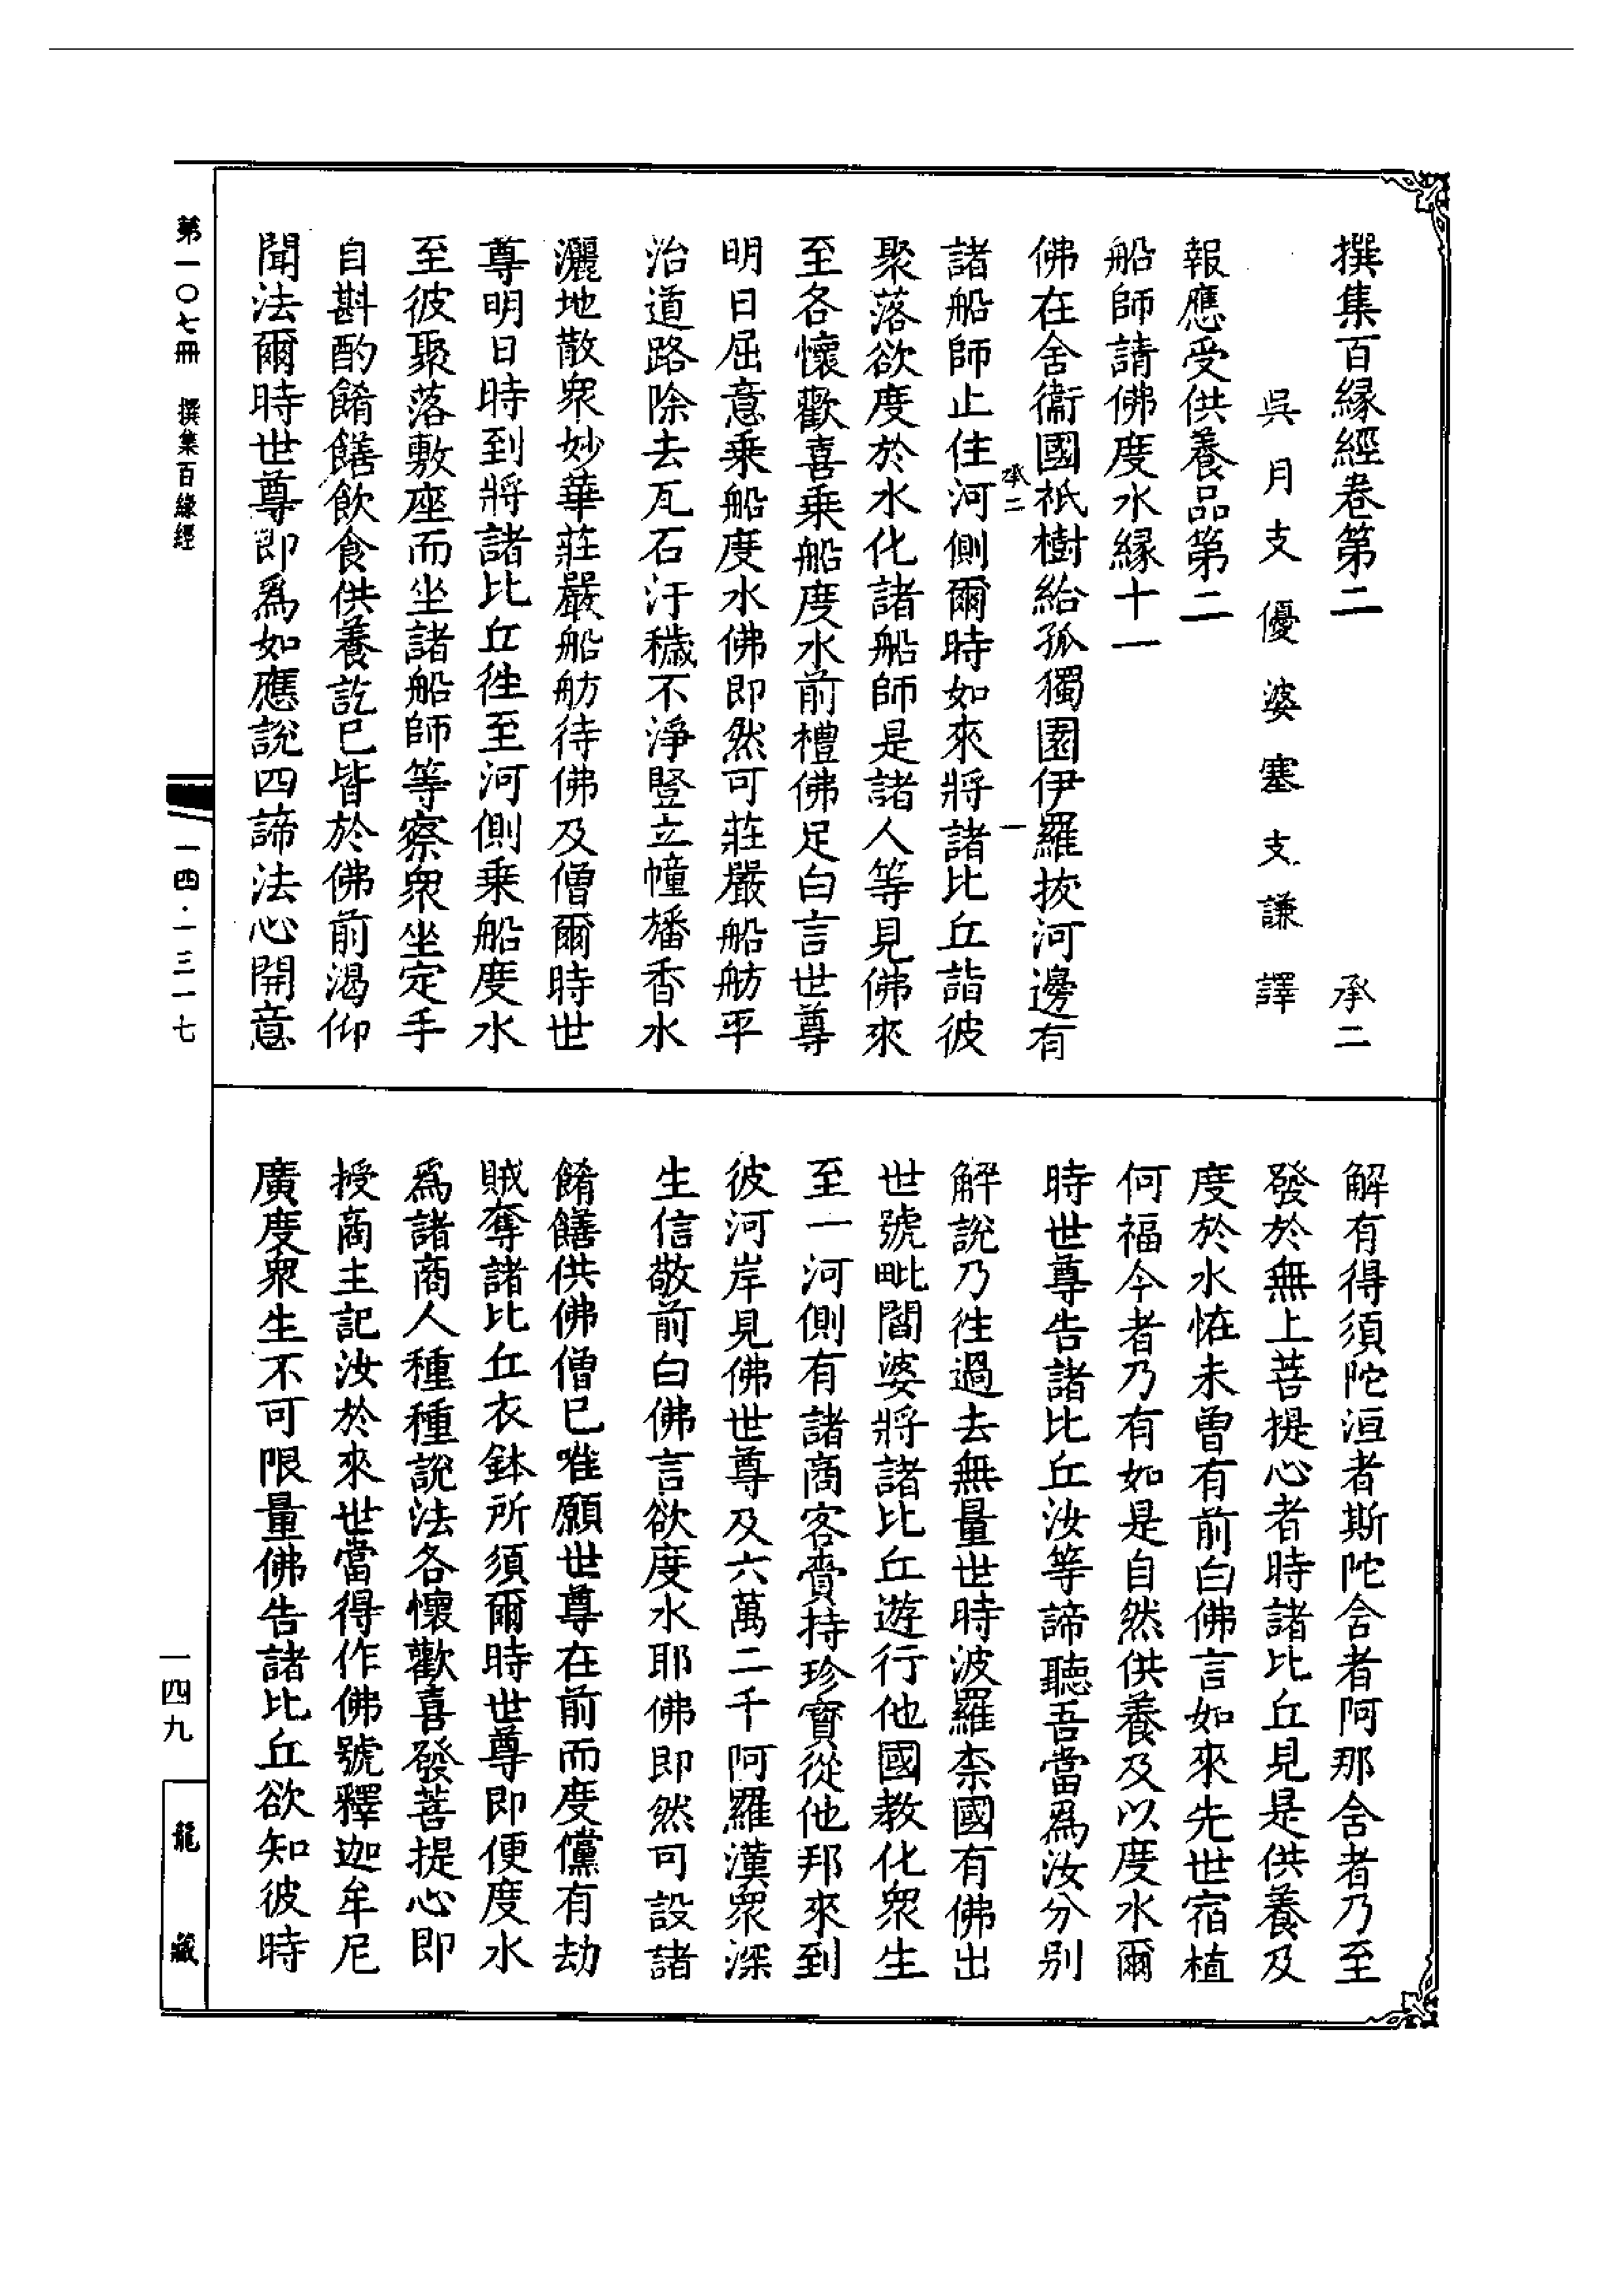 撰集百緣經卷第二　承二
吳月支優婆塞支謙譯
報應受供養品第二
船師請佛度水緣十一
佛在舍衞國祇樹給孤獨園伊羅拔河邊有
承二　一
諸船師止住河側爾時如來將諸比丘詣彼
聚落欲度於水化諸船師是諸人等見佛來
至各懷歡喜乘船度水前禮佛足白言世尊
明日屈意乘船度水佛即然可莊嚴船舫平
治道路除去瓦石汙穢不淨豎立幢旛香水
灑地散眾妙華莊嚴船舫待佛及僧爾時世
尊明日時到將諸比丘徃至河側乘船度水
至彼聚落敷座而坐諸船師等察眾坐定手
自斟酌餚饍飲食供養訖已皆於佛前渴仰
聞法爾時世尊即爲如應說四諦法心開意
解有得須陀洹者斯陀含者阿那含者乃至
發於無上菩提心者時諸比丘見是供養及
度於水怪未曾有前白佛言如來先世宿植
何福今者乃有如是自然供養及以度水爾
時世尊告諸比丘汝等諦聽吾當爲汝分別
解說乃徃過去無量世時波羅柰國有佛出
世號毗閻婆將諸比丘遊行他國教化眾生
至一河側有諸商客賫持珍寶從他邦來到
彼河岸見佛世尊及六萬二千阿羅漢眾深
生信敬前白佛言欲度水耶佛即然可設諸
餚饍供佛僧已唯願世尊在前而度儻有劫
賊奪諸比丘衣鉢所須爾時世尊即便度水
爲諸商人種種說法各懷歡喜發菩提心即
授商主記汝於來世當得作佛號釋迦牟尼
廣度眾生不可限量佛告諸比丘欲知彼時
第一〇七冊　撰集百緣經
一四·一三一七
一四九
龍藏